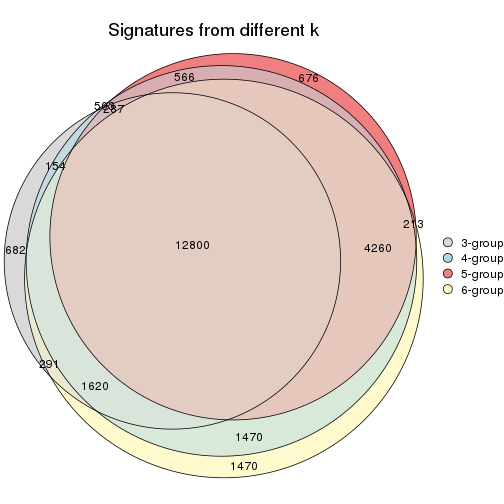 Signatures from different k
566
676
287
154
213
682
12800
4260
3-group
4-group
5-group
6-group
291
1620
1470
1470